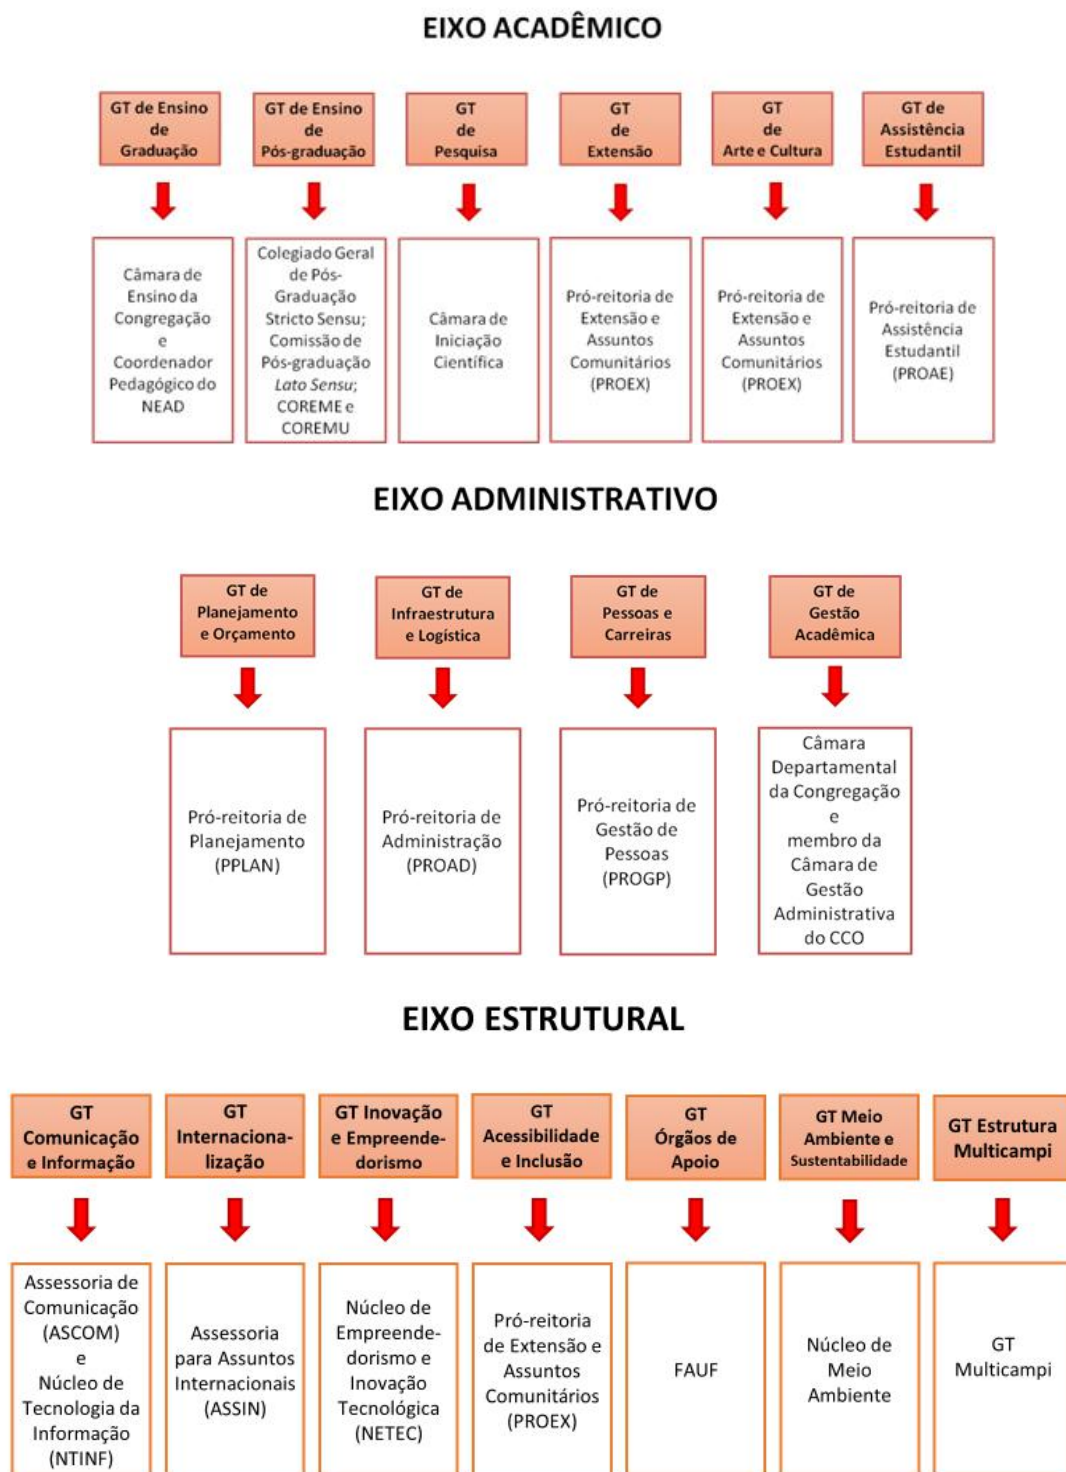 EIXO ACADÊMICO
GT de Ensino
de
Graduação
GT de Ensino
de
Pós-graduação
GT
de
Pesquisa
GT
de
Extensão
GT
de
Arte e Cultura
GT de
Assistência
Estudantil
Câmara de
Ensino da
Congregação
e
Coordenador
Pedagógico do
NEAD
Colegiado Geral
de Pós-
Graduação
Stricto Sensu;
Comissão de
Pós-graduação
Lato Sensu;
COREME e
COREMU
Câmara de
Iniciação
Científica
Pró-reitoria de
Extensão e
Assuntos
Comunitários
(PROEX)
Pró-reitoria de
Extensão e
Assuntos
Comunitários
(PROEX)
Pró-reitoria de
Assistência
Estudantil
(PROAE)
EIXO ADMINISTRATIVO
GT de
Planejamento
e Orçamento
GT de
Infraestrutura
e Logística
GT de
Pessoas e
Carreiras
GT de
Gestão
Acadêmica
Pró-reitoria de
Planejamento
(PPLAN)
Pró-reitoria de
Administração
(PROAD)
Pró-reitoria de
Gestão de
Pessoas
(PROGP)
Câmara
Departamental
da Congregação
e
membro da
Câmara de
Gestão
Administrativa
do CCO
EIXO ESTRUTURAL
GT
Comunicação
e Informação
GT
Internaciona-
lização
GT Inovação
e Empreende-
dorismo
GT
Acessibilidade
e Inclusão
GT
Órgãos de
Apoio
GT Meio
Ambiente e
Sustentabilidade
GT Estrutura
Multicampi
Assessoria de
Comunicação
(ASCOM)
e
Núcleo de
Tecnologia da
Informação
(NTINF)
Assessoria
para Assuntos
Internacionais
(ASSIN)
Núcleo de
Empreende-
dorismo e
Inovação
Tecnológica
(NETEC)
Pró-reitoria
de Extensão e
Assuntos
Comunitários
(PROEX)
FAUF
Núcleo de
Meio
Ambiente
GT
Multicampi